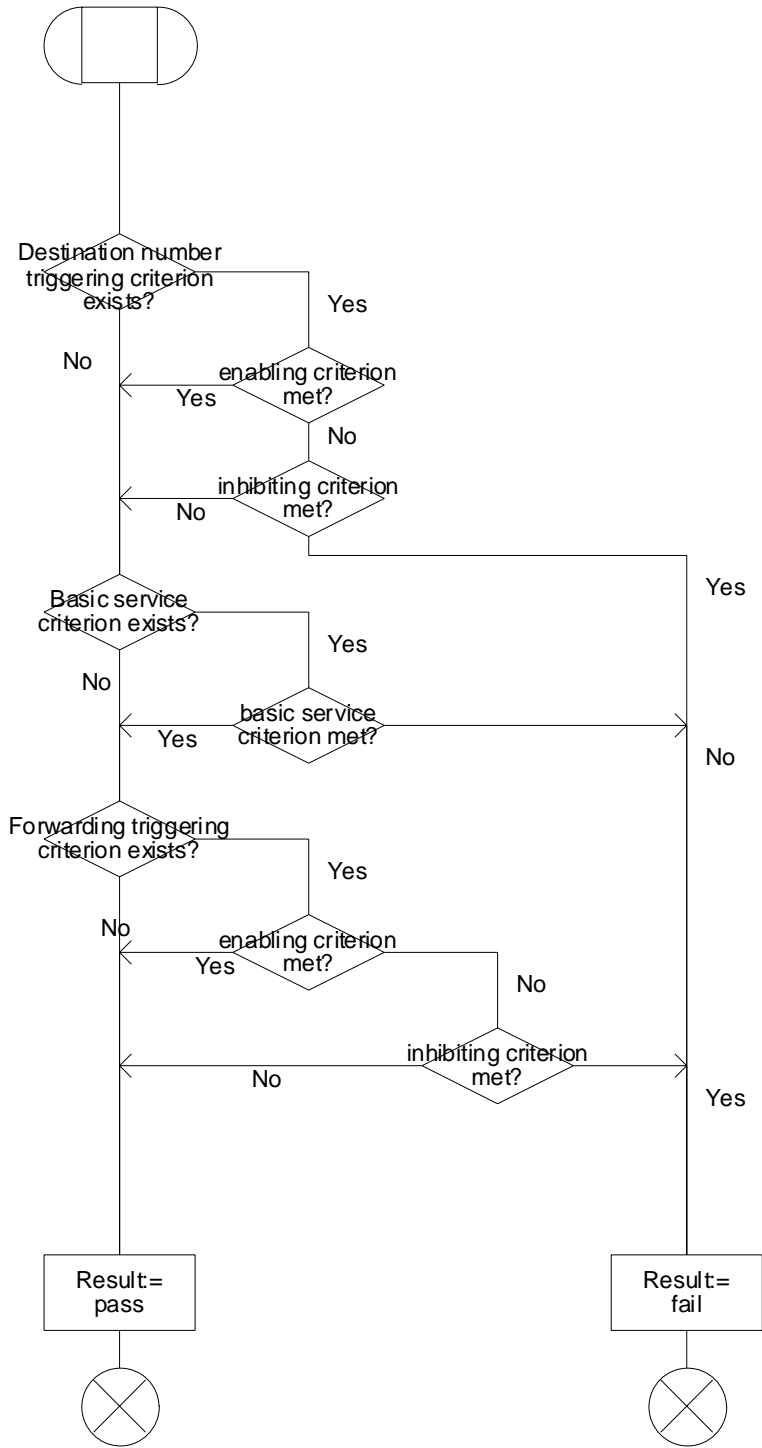 Destination number
triggering criterion
exists?
Yes
No
enabling criterion
met?
Yes
No
inhibiting criterion
met?
No
Yes
Basic service
criterion exists?
Yes
No
basic service
criterion met?
Yes
No
Forwarding triggering
criterion exists?
Yes
No
enabling criterion
met?
Yes
No
inhibiting criterion
met?
No
Yes
Result:=
pass
Result:=
fail